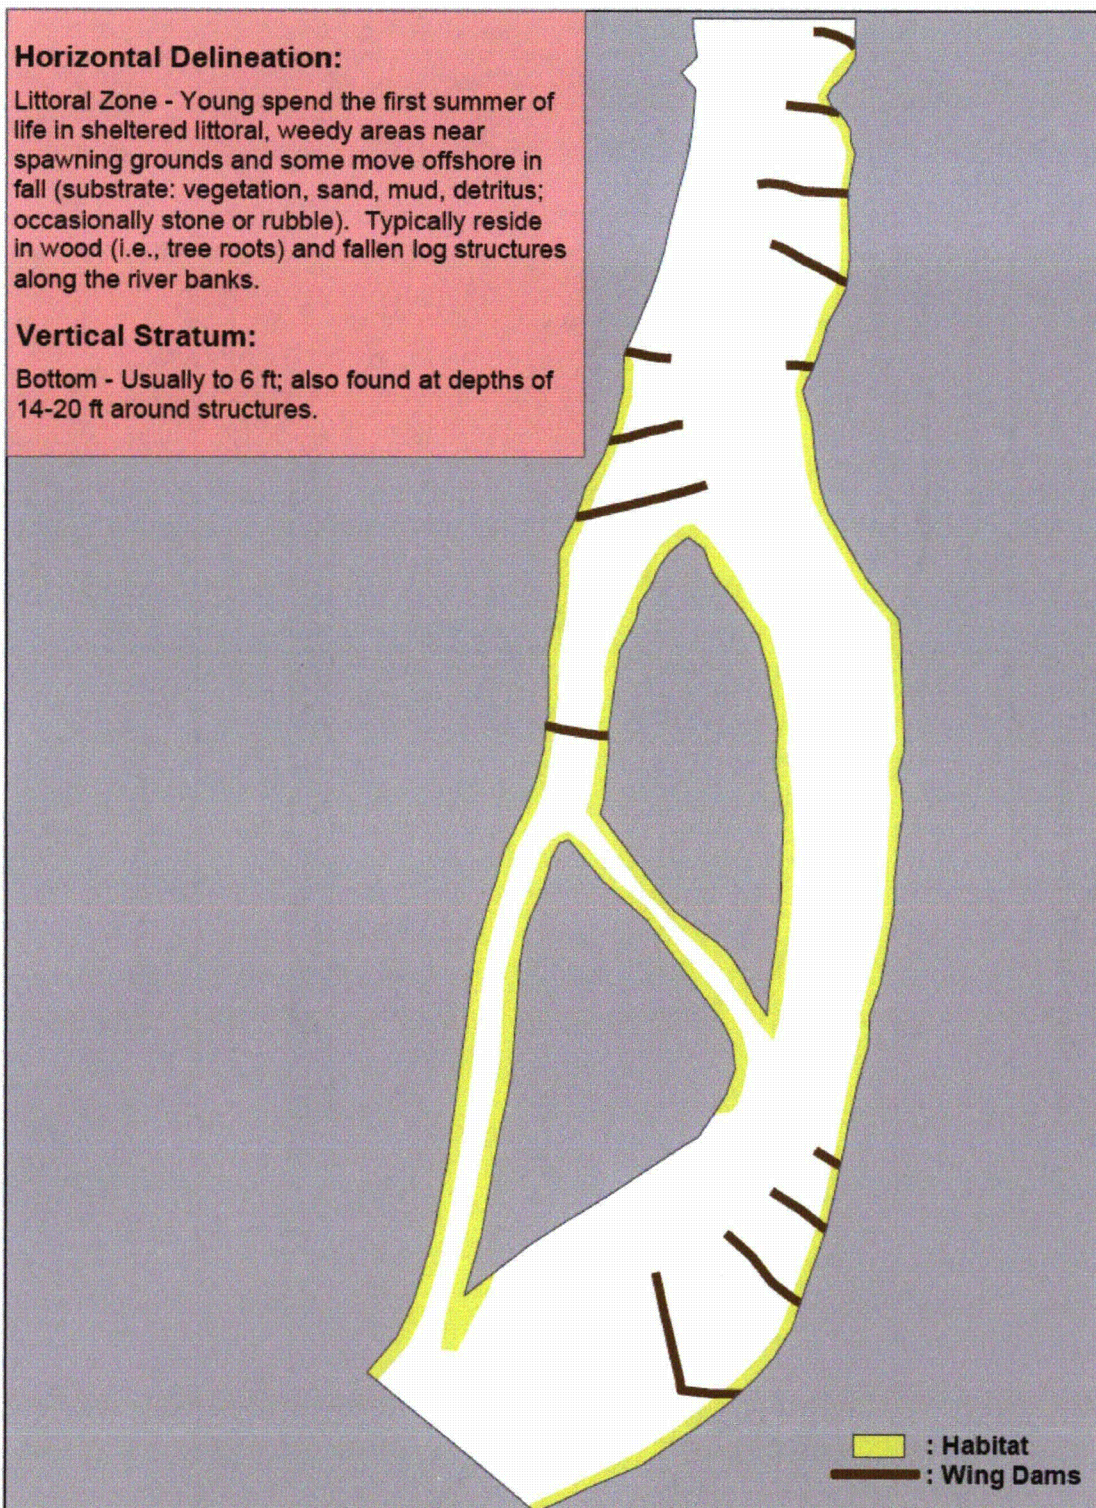 Horizontal Delineation:
Littoral Zone - Young spend the first summer of
life in sheltered littoral, weedy areas near
spawning grounds and some move offshore in
fall (substrate: vegetation, sand, mud, detritus;
occasionally stone or rubble). Typically reside
in wood (i.e., tree roots) and fallen log structures
along the river banks.
Vertical Stratum:
Bottom - Usually to 6 ft; also found at depths of
14-20 ft around structures.
: Habitat
: Wing Dams